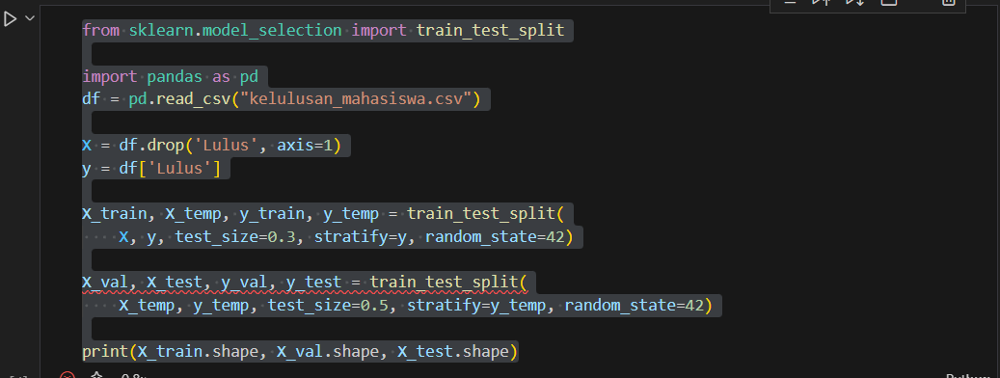 from sklearn.model_selection import train_test_split
import pandas as pd
df = pd.read_csv("kelulusan_mahasiswa.csv")
X = df.drop('Lulus', axis=1)
y = df['Lulus']
X_train, X_temp, y_train, y_temp = train_test_split(
    X, y, test_size=0.3, stratify=y, random_state=42)
X_val, X_test, y_val, y_test = train_test_split(
    X_temp, y_temp, test_size=0.5, stratify=y_temp, random_state=42)
print(X_train.shape, X_val.shape, X_test.shape)